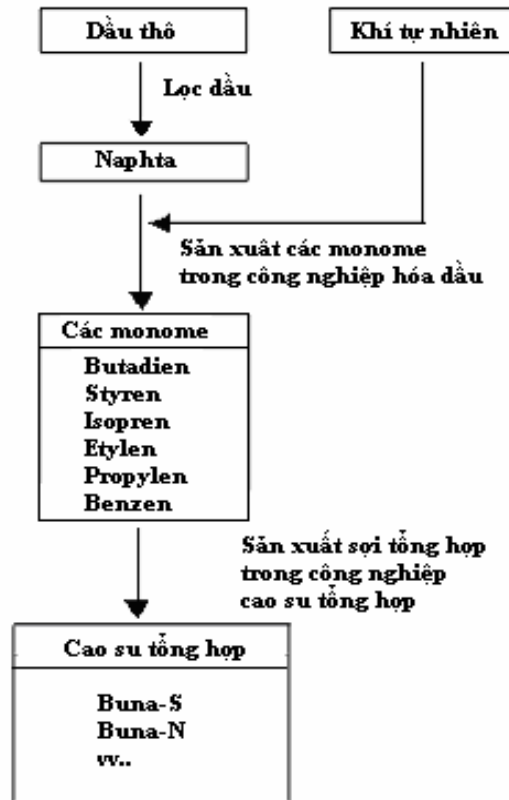 Dầu thô
Khí tự nhiên
Lọc dầu
Naphta
Sản xuât các monome
trong công nghiệp hóa dầu
Các monome
Butadien
Styren
Isopren
Etylen
Propylen
Benzen
Sản xuất sợi tổng hợp
trong công nghiệp
cao su tổng hợp
Cao su tổng hợp
Buna-S
Buna-N
vv..